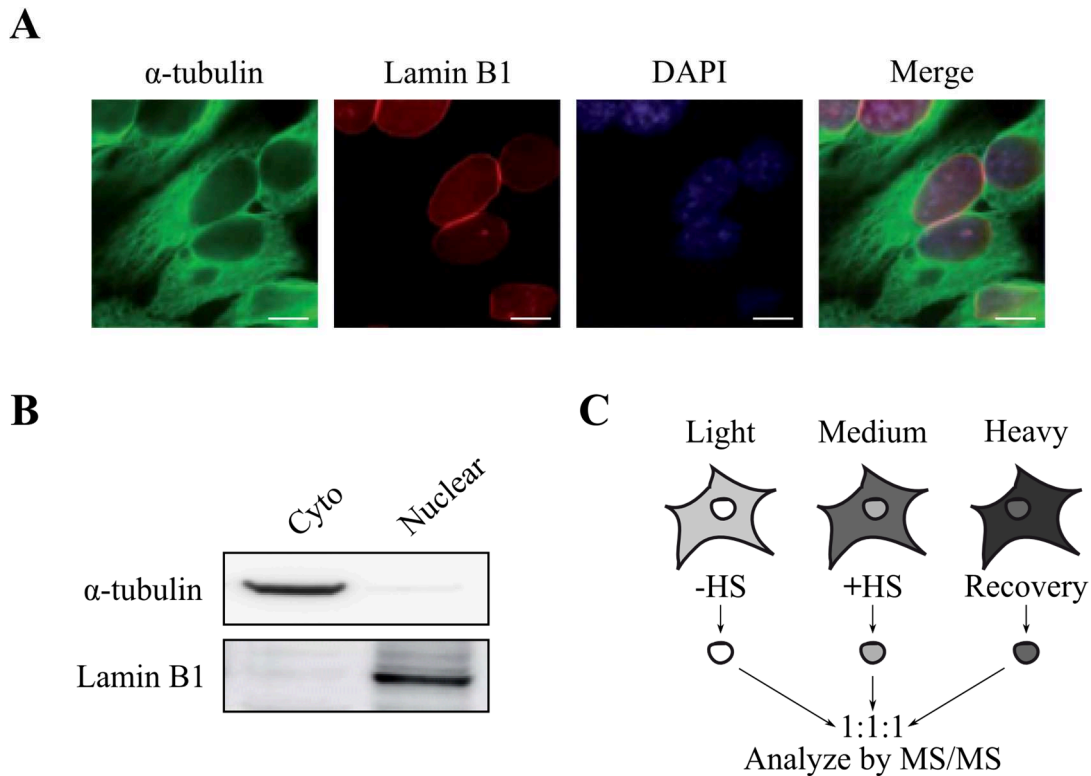 A
α-tubulin Lamin B1 DAPI Merge
B
Cyto Nuclear
α-tubulin
Lamin B1
C
Light Medium Heavy
-HS +HS Recovery
1:1:1
Analyze by MS/MS